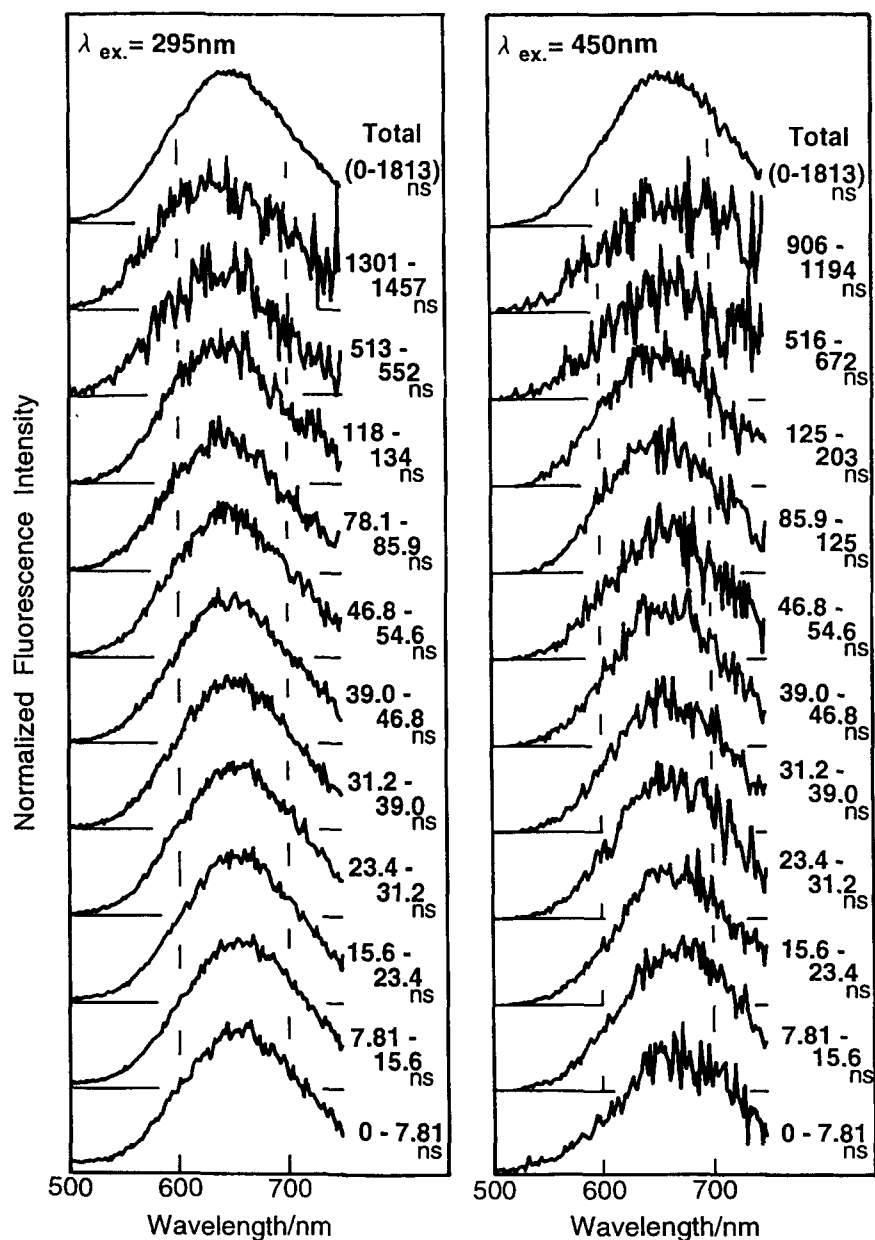 Normalized Fluorescence Intensity
λ ex.= 295nm
Total
(0-1813)
ns
1301 -
1457
ns
513 -
552
ns
118 -
134
ns
78.1 -
85.9
ns
46.8 -
54.6
ns
39.0 -
46.8
ns
31.2 -
39.0
ns
23.4 -
31.2
ns
15.6 -
23.4
ns
7.81 -
15.6
ns
0 - 7.81
ns
500 600 700
Wavelength/nm
λ ex.= 450nm
Total
(0-1813)
ns
906 -
1194
ns
516 -
672
ns
125 -
203
ns
85.9 -
125
ns
46.8 -
54.6
ns
39.0 -
46.8
ns
31.2 -
39.0
ns
23.4 -
31.2
ns
15.6 -
23.4
ns
7.81 -
15.6
ns
0 - 7.81
ns
500 600 700
Wavelength/nm